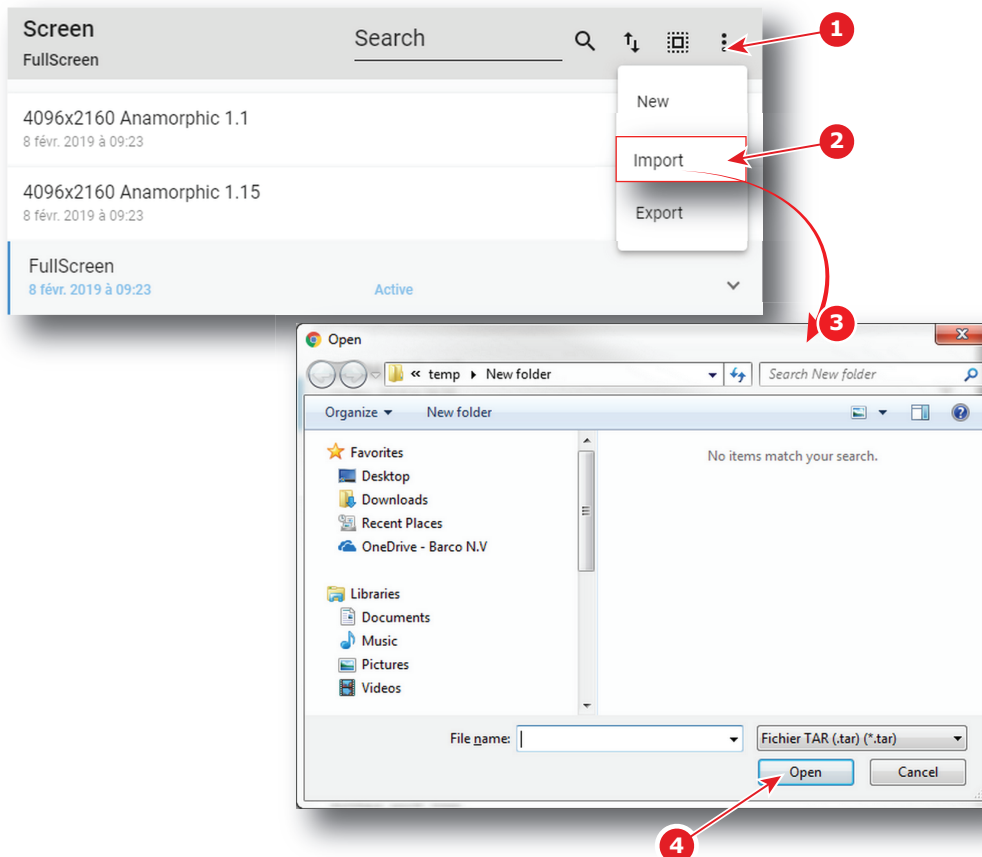 Screen
FullScreen
Search
1
New
4096x2160 Anamorphic 1.1
8 févr. 2019 à 09:23
2
Import
4096x2160 Anamorphic 1.15
8 févr. 2019 à 09:23
Export
FullScreen
8 févr. 2019 à 09:23
Active
3
Open
« temp New folder
Search New folder
Organize
New folder
Favorites
No items match your search.
Desktop
Downloads
Recent Places
OneDrive - Barco N.V
Libraries
Documents
Music
Pictures
Videos
File name:
Fichier TAR (.tar) (*.tar)
Open
Cancel
4